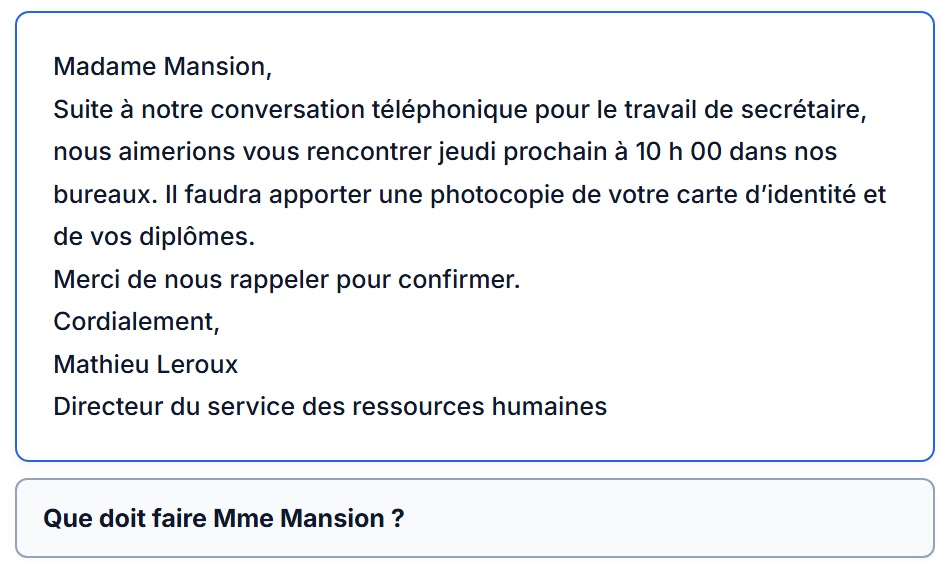 Madame Mansion,
Suite à notre conversation téléphonique pour le travail de secrétaire,
nous aimerions vous rencontrer jeudi prochain à 10 h 00 dans nos
bureaux. Il faudra apporter une photocopie de votre carte d’identité et
de vos diplômes.
Merci de nous rappeler pour confirmer.
Cordialement,
Mathieu Leroux
Directeur du service des ressources humaines
Que doit faire Mme Mansion ?